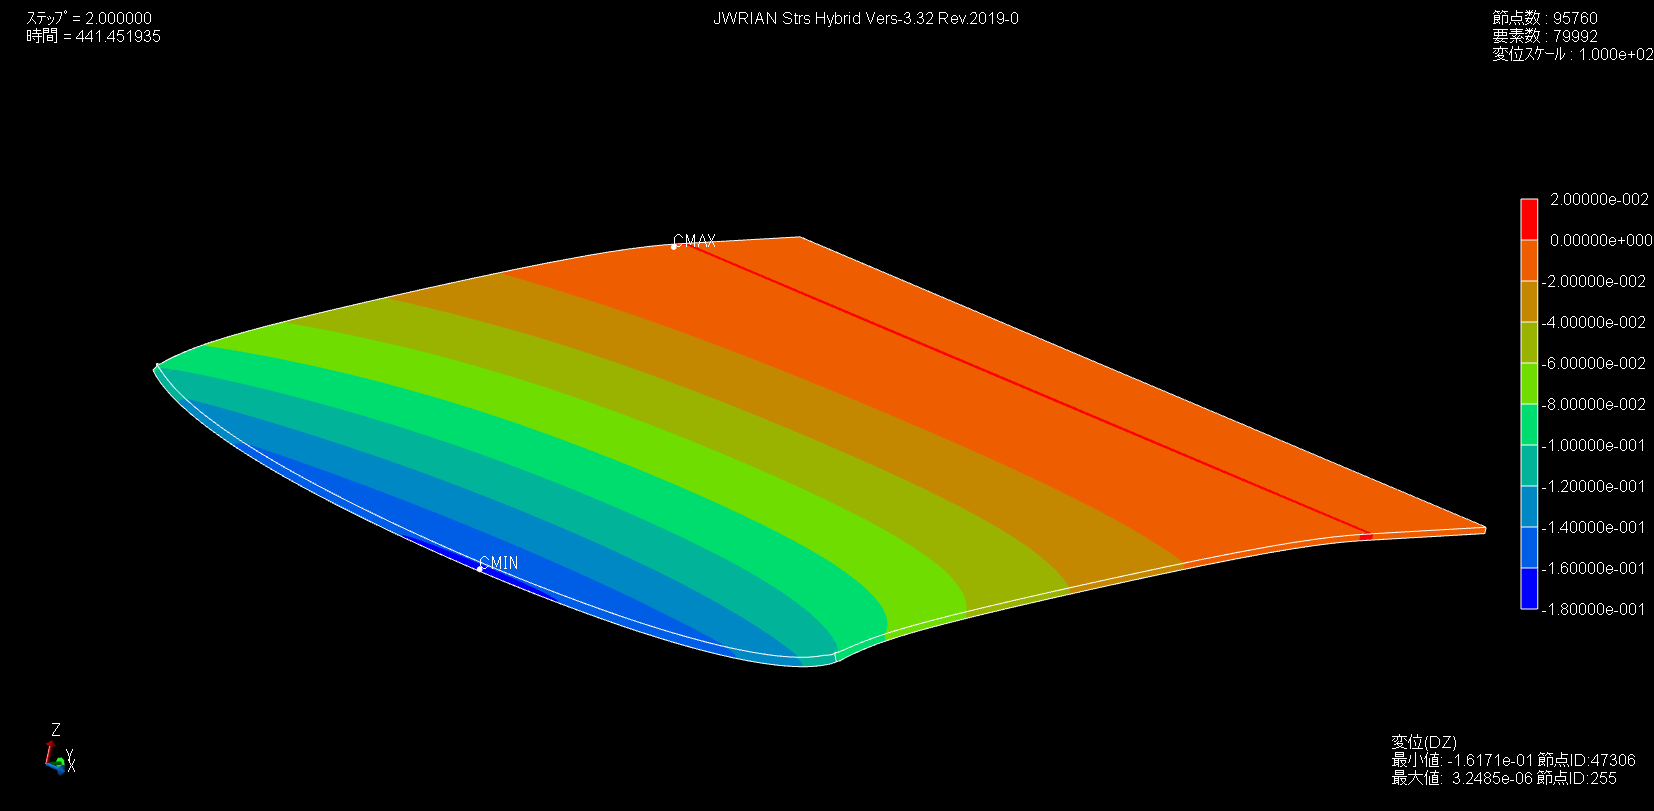 ステップ = 2.000000
時間 = 441.451935
JWRIAN Strs Hybrid Vers-3.32 Rev.2019-0
節点数 : 95760
要素数 : 79992
変位スケール : 1.000e+02
CMAX
CMIN
2.00000e-002
0.00000e+000
-2.00000e-002
-4.00000e-002
-6.00000e-002
-8.00000e-002
-1.00000e-001
-1.20000e-001
-1.40000e-001
-1.60000e-001
-1.80000e-001
Z
Y
X
変位(DZ)
最小値: -1.6171e-01 節点ID:47306
最大値: 3.2485e-06 節点ID:255